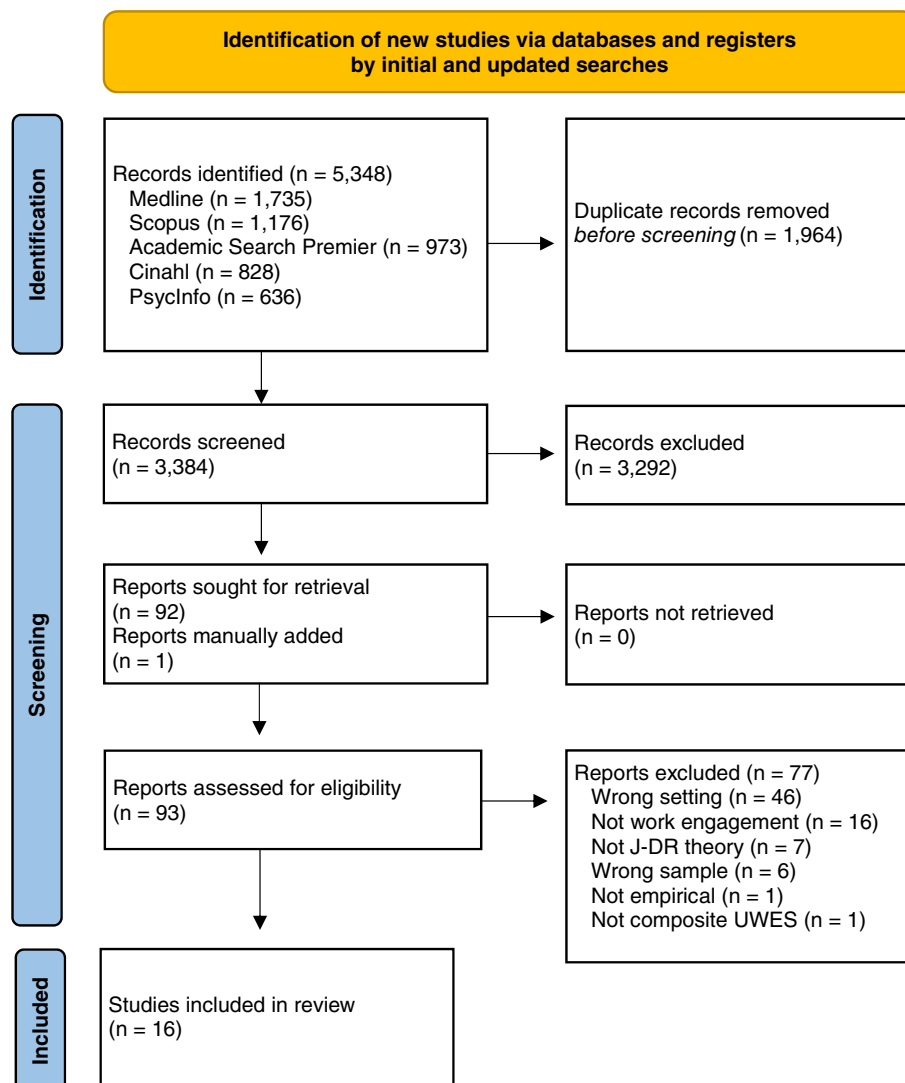 Identification of new studies via databases and registers
by initial and updated searches
Identification
Records identified (n = 5,348)
Medline (n = 1,735)
Scopus (n = 1,176)
Academic Search Premier (n = 973)
Cinahl (n = 828)
PsycInfo (n = 636)
Duplicate records removed
before screening (n = 1,964)
Screening
Records screened
(n = 3,384)
Records excluded
(n = 3,292)
Reports sought for retrieval
(n = 92)
Reports manually added
(n = 1)
Reports not retrieved
(n = 0)
Reports assessed for eligibility
(n = 93)
Reports excluded (n = 77)
Wrong setting (n = 46)
Not work engagement (n = 16)
Not J-DR theory (n = 7)
Wrong sample (n = 6)
Not empirical (n = 1)
Not composite UWES (n = 1)
Included
Studies included in review
(n = 16)